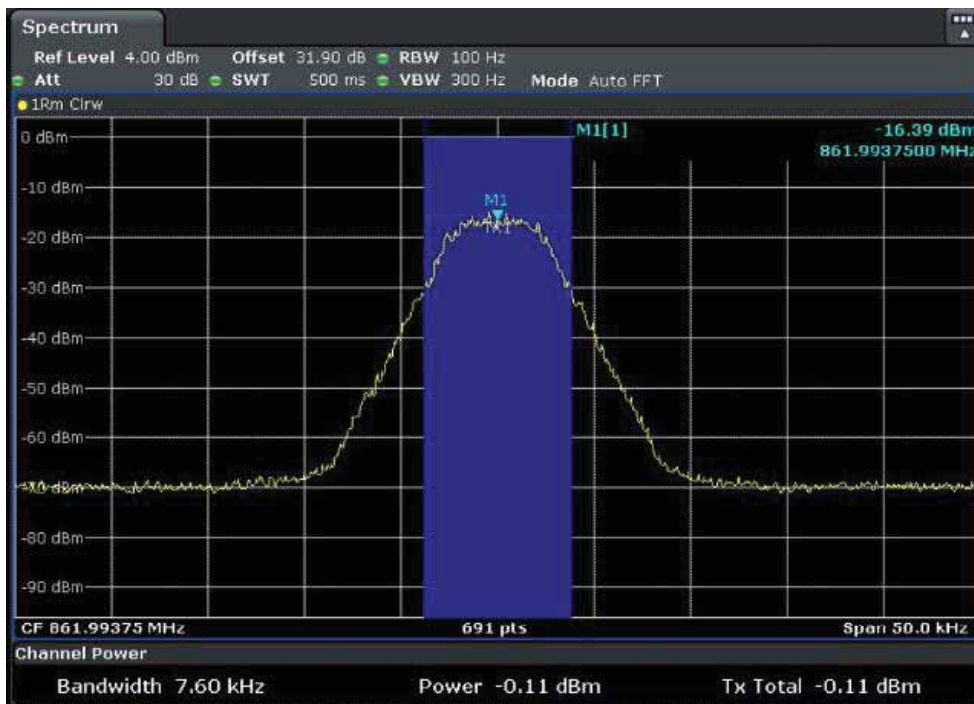 Spectrum
Ref Level 4.00 dBm Offset 31.90 dB RBW 100 Hz
Att 30 dB SWT 500 ms VBW 300 Hz Mode Auto FFT
1Rm Clrw
M1[1] -16.39 dBm
861.9937500 MHz
0 dBm
-10 dBm
M1
-20 dBm
-30 dBm
-40 dBm
-50 dBm
-60 dBm
-70 dBm
-80 dBm
-90 dBm
CF 861.99375 MHz 691 pts Span 50.0 kHz
Channel Power
Bandwidth 7.60 kHz Power -0.11 dBm Tx Total -0.11 dBm